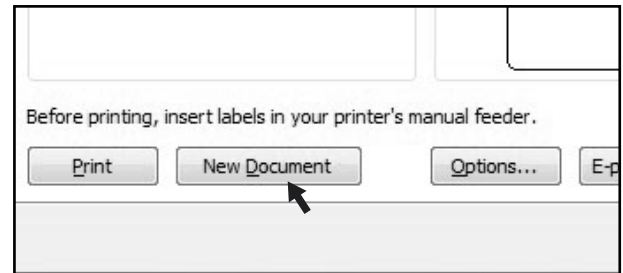 Before printing, insert labels in your printer's manual feeder.
Print New Document Options... E-p